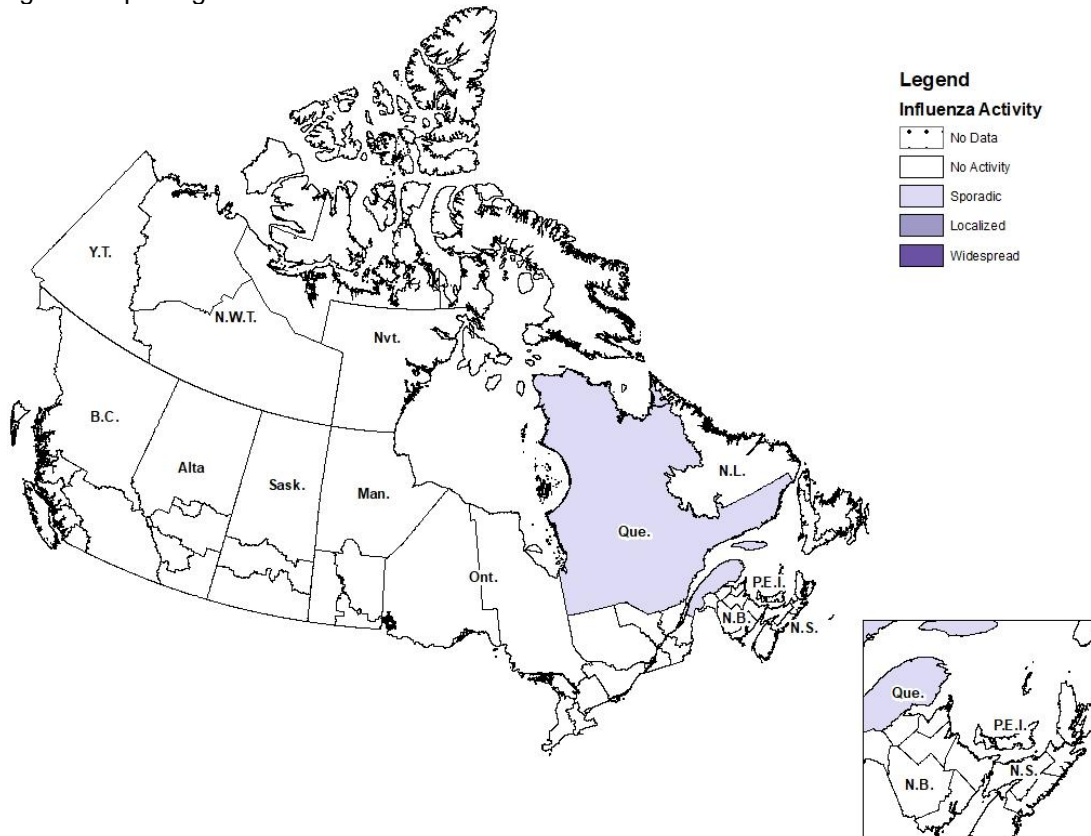 Legend
Influenza Activity
No Data
No Activity
Sporadic
Localized
Widespread
Y.T.
N.W.T.
Nvt.
B.C.
Alta
Sask.
Man.
N.L.
Que.
Ont.
P.E.I.
N.B.
N.S.
Que.
P.E.I.
N.S.
N.B.